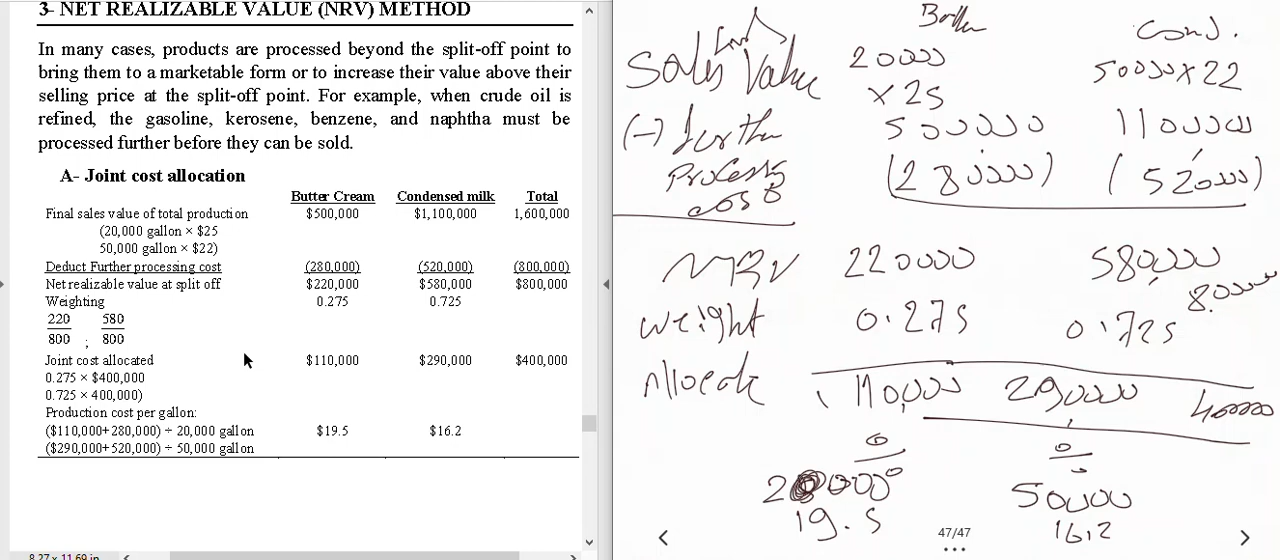 3- NET REALIZABLE VALUE (NRV) METHOD
In many cases, products are processed beyond the split-off point to
bring them to a marketable form or to increase their value above their
selling price at the split-off point. For example, when crude oil is
refined, the gasoline, kerosene, benzene, and naphtha must be
processed further before they can be sold.
A- Joint cost allocation
Butter Cream Condensed milk Total
Final sales value of total production $500,000 $1,100,000 1,600,000
(20,000 gallon × $25
50,000 gallon × $22)
Deduct Further processing cost (280,000) (520,000) (800,000)
Net realizable value at split off $220,000 $580,000 $800,000
Weighting 0.275 0.725
220 580
800 ; 800
Joint cost allocated $110,000 $290,000 $400,000
0.275 × $400,000
0.725 × 400,000)
Production cost per gallon:
($110,000+280,000) ÷ 20,000 gallon $19.5 $16.2
($290,000+520,000) ÷ 50,000 gallon
8.27 x 11.69 in
Cond.
Sales Value 20000 50000 × 22
× 25
(-) further 500000 1100000
Process (280000) (520000)
cost
NRV 220000 580,000
800000
weight 0.275 0.725
Allocate 110,000 290000 400000
20000 50000
19.5 16.2
47/47